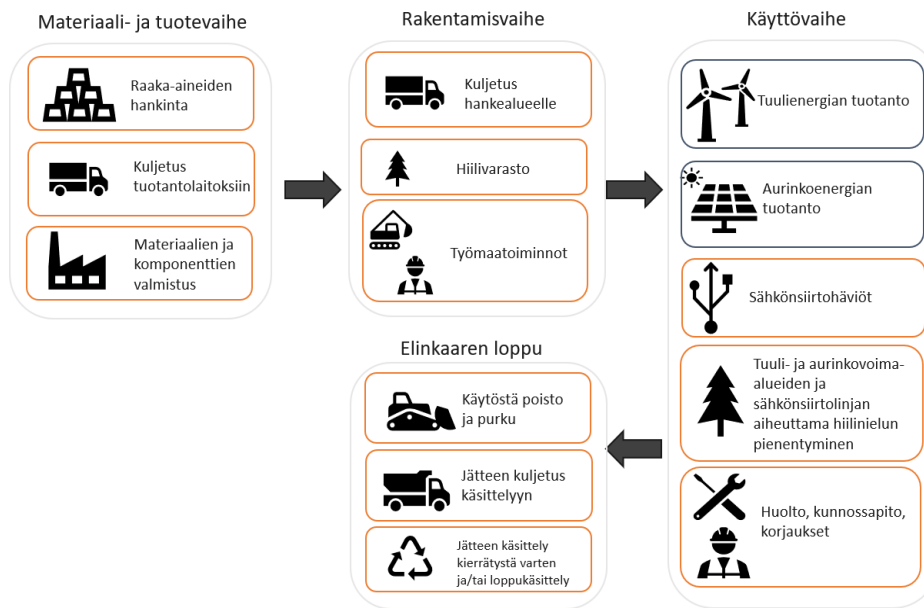 Materiaali- ja tuotevaihe
Raaka-aineiden
hankinta
Kuljetus
tuotantolaitoksiin
Materiaalien ja
komponenttien
valmistus
Rakentamisvaihe
Kuljetus
hankealueelle
Hiilivarasto
Työmaatoiminnot
Käyttövaihe
Tuulienergian tuotanto
Aurinkoenergian
tuotanto
Sähkönsiirtohäviöt
Tuuli- ja aurinkovoima-
alueiden ja
sähkönsiirtolinjan
aiheuttama hiilinielun
pienentyminen
Huolto, kunnossapito,
korjaukset
Elinkaaren loppu
Käytöstä poisto
ja purku
Jätteen kuljetus
käsittelyyn
Jätteen käsittely
kierrätystä varten
ja/tai loppukäsittely